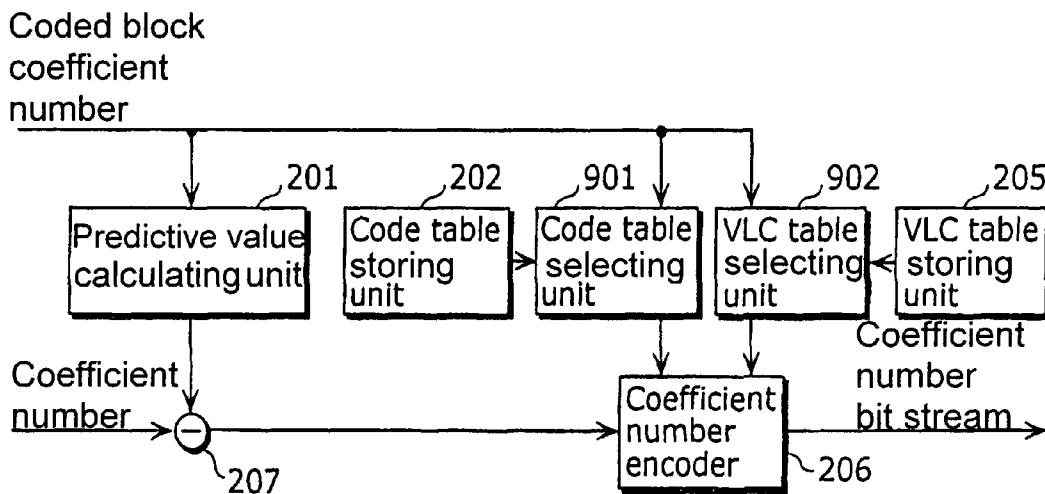 Coded block
coefficient
number
201
202
901
902
205
Predictive value
calculating unit
Code table
storing
unit
Code table
selecting
unit
VLC table
selecting
unit
VLC table
storing
unit
Coefficient
number
207
Coefficient
number
encoder
206
Coefficient
number
bit stream